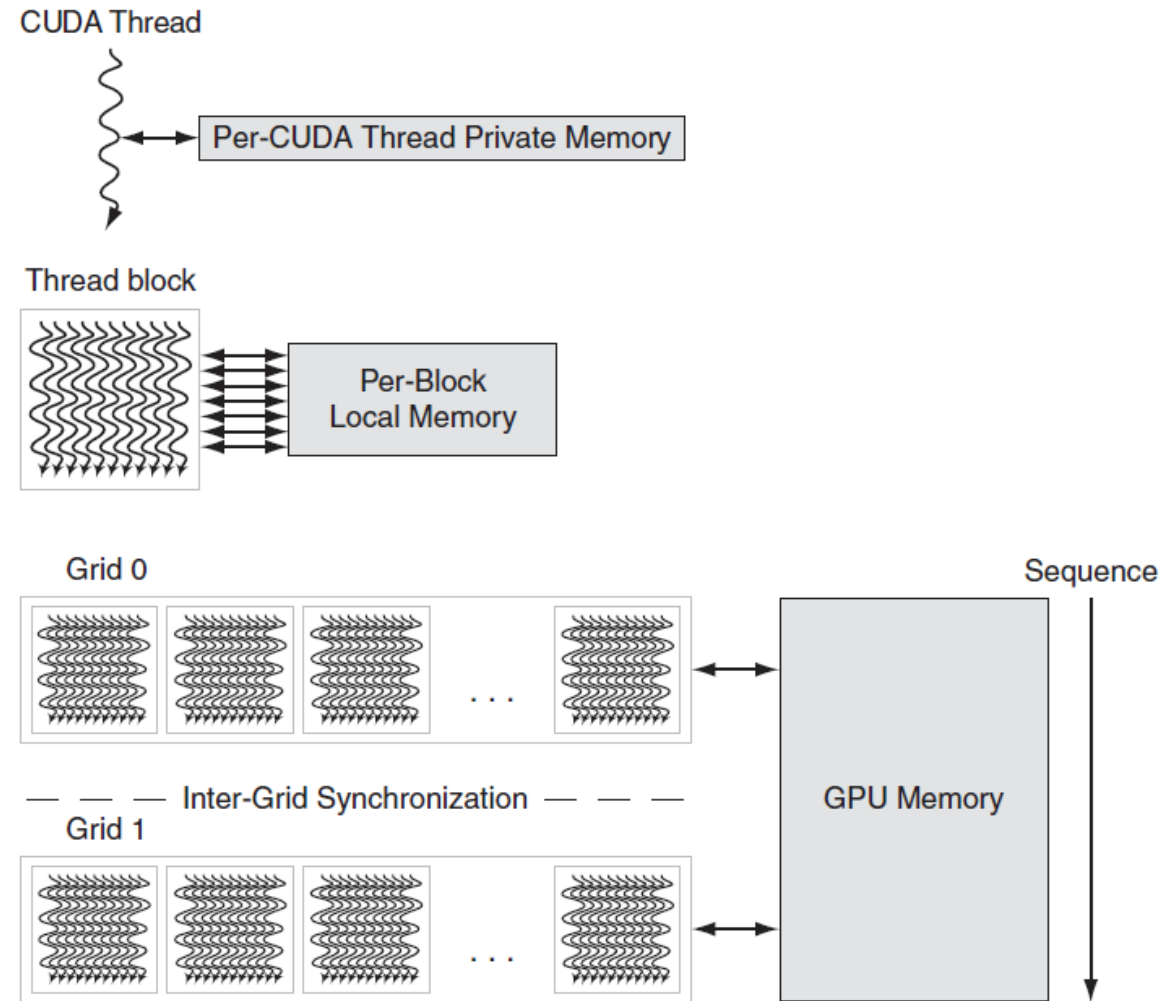 CUDA Thread
Per-CUDA Thread Private Memory
Thread block
Per-Block
Local Memory
Grid 0
Sequence
. . .
Inter-Grid Synchronization
GPU Memory
Grid 1
. . .